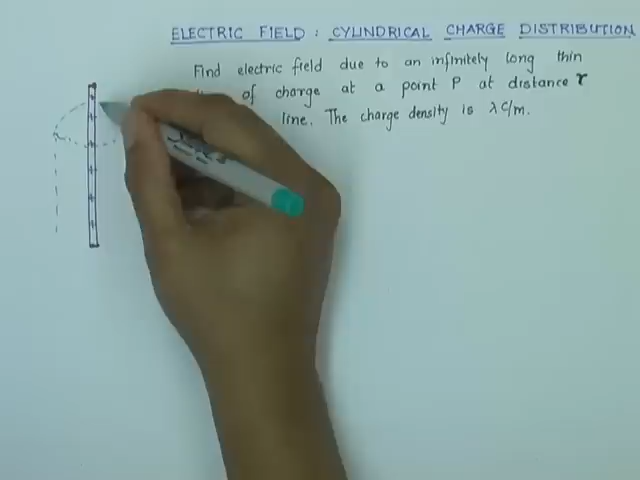 ELECTRIC FIELD : CYLINDRICAL CHARGE DISTRIBUTION
Find electric field due to an infinitely long thin
of charge at a point P at distance r
line. The charge density is λ C/m.